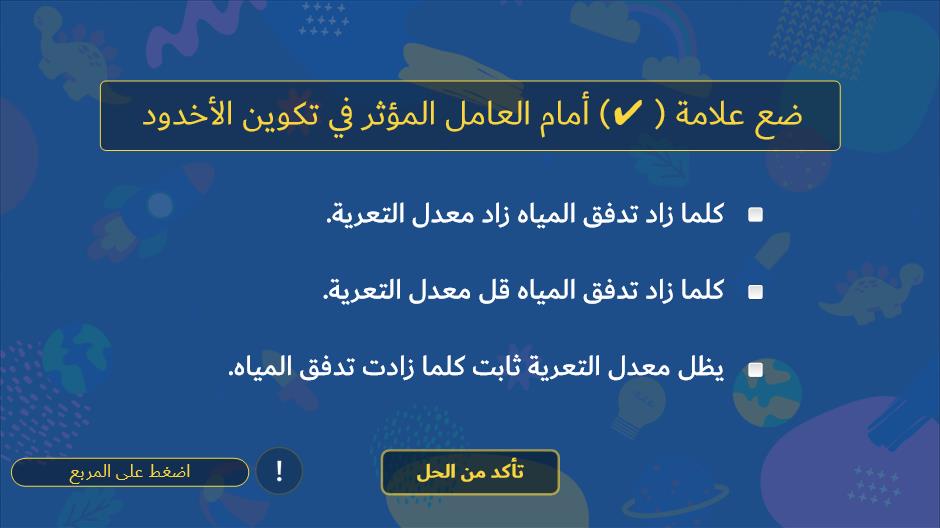 ضع علامة ( ✔) أمام العامل المؤثر في تكوين الأخدود
كلما زاد تدفق المياه زاد معدل التعرية.
كلما زاد تدفق المياه قل معدل التعرية.
يظل معدل التعرية ثابت كلما زادت تدفق المياه.
تأكد من الحل
!
اضغط على المربع